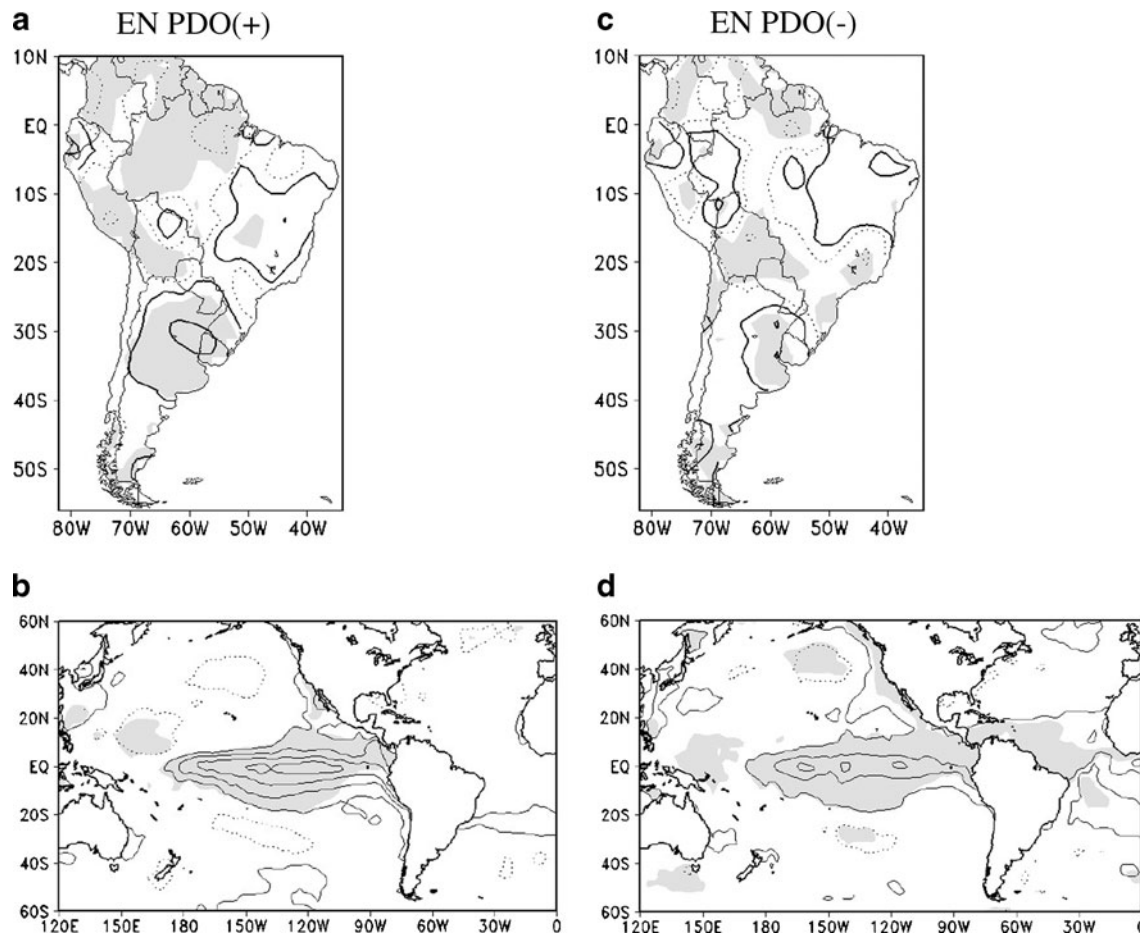 a EN PDO(+)
c EN PDO(-)
10N
EQ
10S
20S
30S
40S
50S
80W 70W 60W 50W 40W
10N
EQ
10S
20S
30S
40S
50S
80W 70W 60W 50W 40W
b
60N
40N
20N
EQ
20S
40S
60S
120E 150E 180 150W 120W 90W 60W 30W 0
d
60N
40N
20N
EQ
20S
40S
60S
120E 150E 180 150W 120W 90W 60W 30W 0